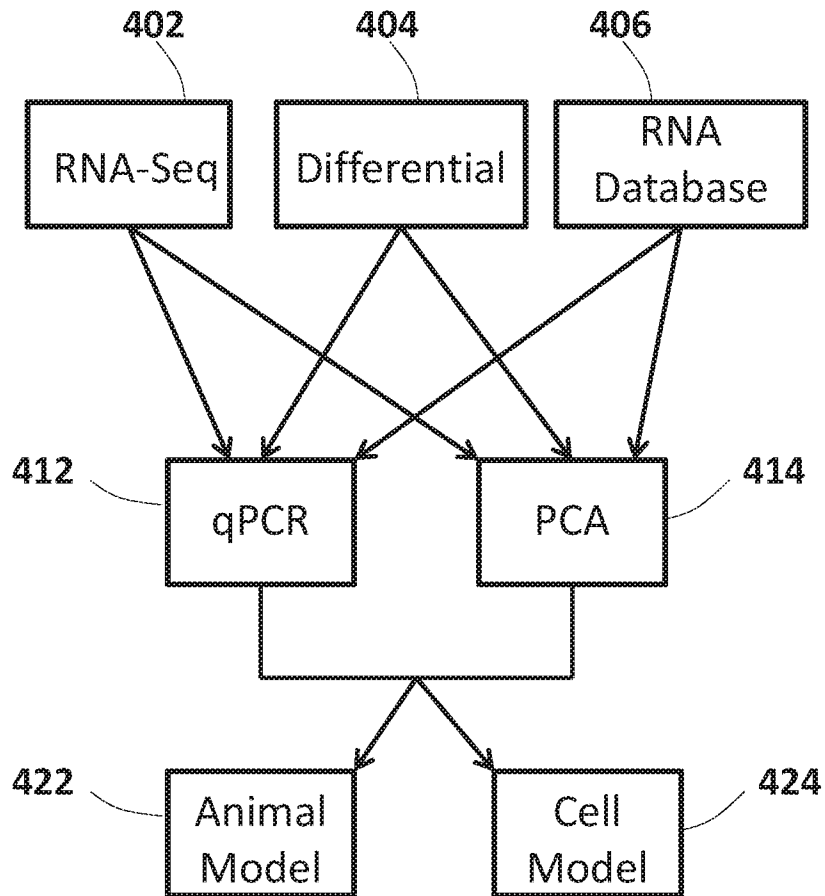 402
404
406
RNA-Seq
Differential
RNA
Database
412
414
qPCR
PCA
422
424
Animal
Model
Cell
Model